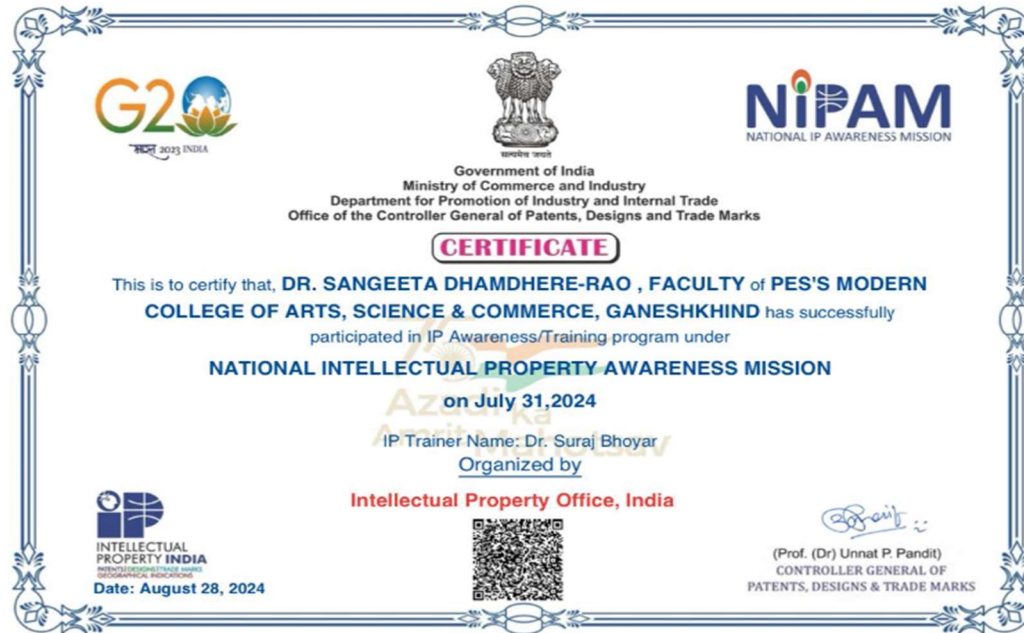 G20
भारत 2023 INDIA
सत्यमेव जयते
NiPAM
NATIONAL IP AWARENESS MISSION
Government of India
Ministry of Commerce and Industry
Department for Promotion of Industry and Internal Trade
Office of the Controller General of Patents, Designs and Trade Marks
CERTIFICATE
This is to certify that, DR. SANGEETA DHAMDHERE-RAO , FACULTY of PES'S MODERN
COLLEGE OF ARTS, SCIENCE & COMMERCE, GANESHKHIND has successfully
participated in IP Awareness/Training program under
NATIONAL INTELLECTUAL PROPERTY AWARENESS MISSION
on July 31,2024
Azadi Ka
Amrit Mahotsav
IP Trainer Name: Dr. Suraj Bhoyar
Organized by
Intellectual Property Office, India
iP
INTELLECTUAL
PROPERTY INDIA
PATENTS | DESIGNS | TRADE MARKS
GEOGRAPHICAL INDICATIONS
Date: August 28, 2024
(Prof. (Dr) Unnat P. Pandit)
CONTROLLER GENERAL OF
PATENTS, DESIGNS & TRADE MARKS